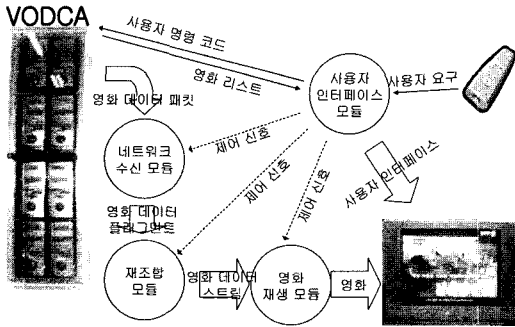 VODCA
사용자 명령 코드
영화 리스트
사용자
인터페이스
모듈
사용자 요구
영화 데이터 패킷
네트워크
수신 모듈
제어 신호
제어 신호
제어 신호
사용자 인터페이스
영화 데이터
플래그먼트
재조합
모듈
영화 데이터
스트림
영화
재생 모듈
영화